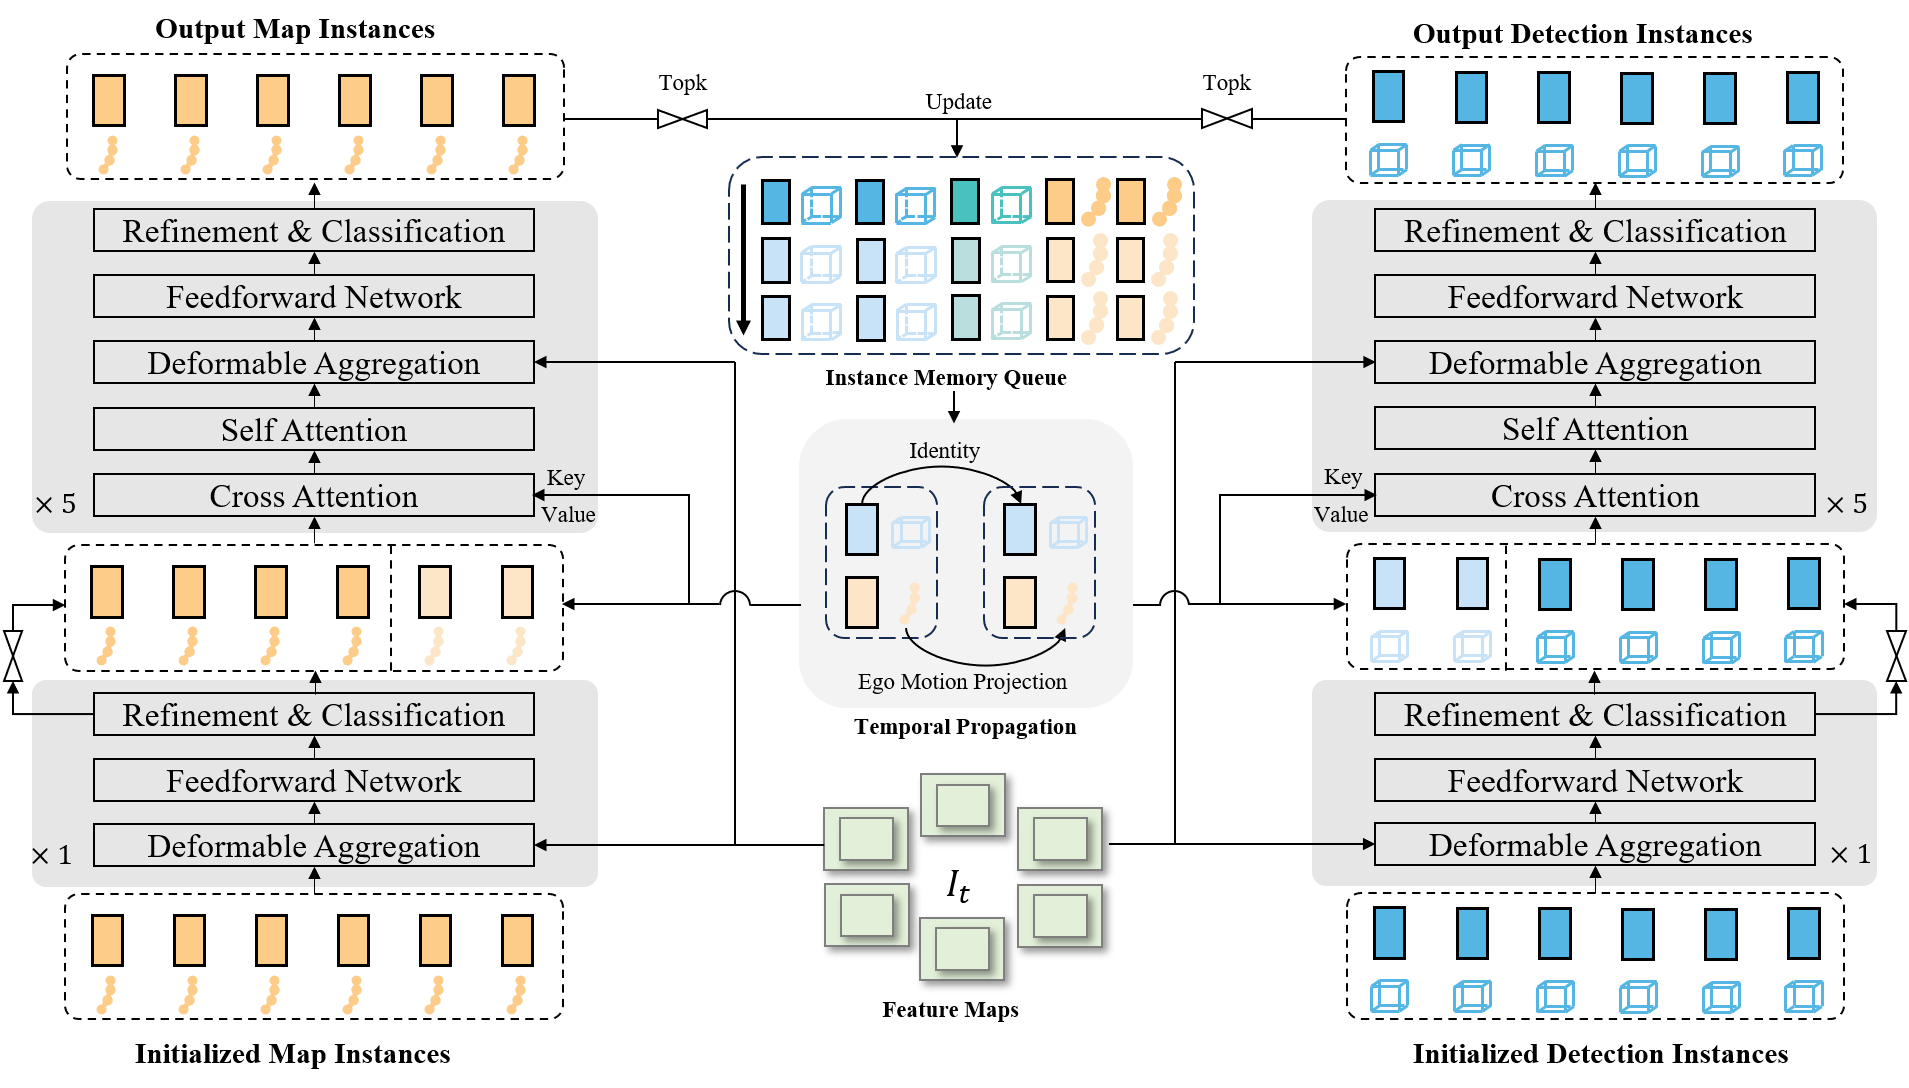 Output Map Instances
Refinement & Classification
Feedforward Network
Deformable Aggregation
Self Attention
Cross Attention
× 5
Key
Value
Refinement & Classification
Feedforward Network
Deformable Aggregation
× 1
Initialized Map Instances
Topk
Update
Topk
Instance Memory Queue
Identity
Ego Motion Projection
Temporal Propagation
I_t
Feature Maps
Output Detection Instances
Refinement & Classification
Feedforward Network
Deformable Aggregation
Self Attention
Cross Attention
× 5
Key
Value
Refinement & Classification
Feedforward Network
Deformable Aggregation
× 1
Initialized Detection Instances